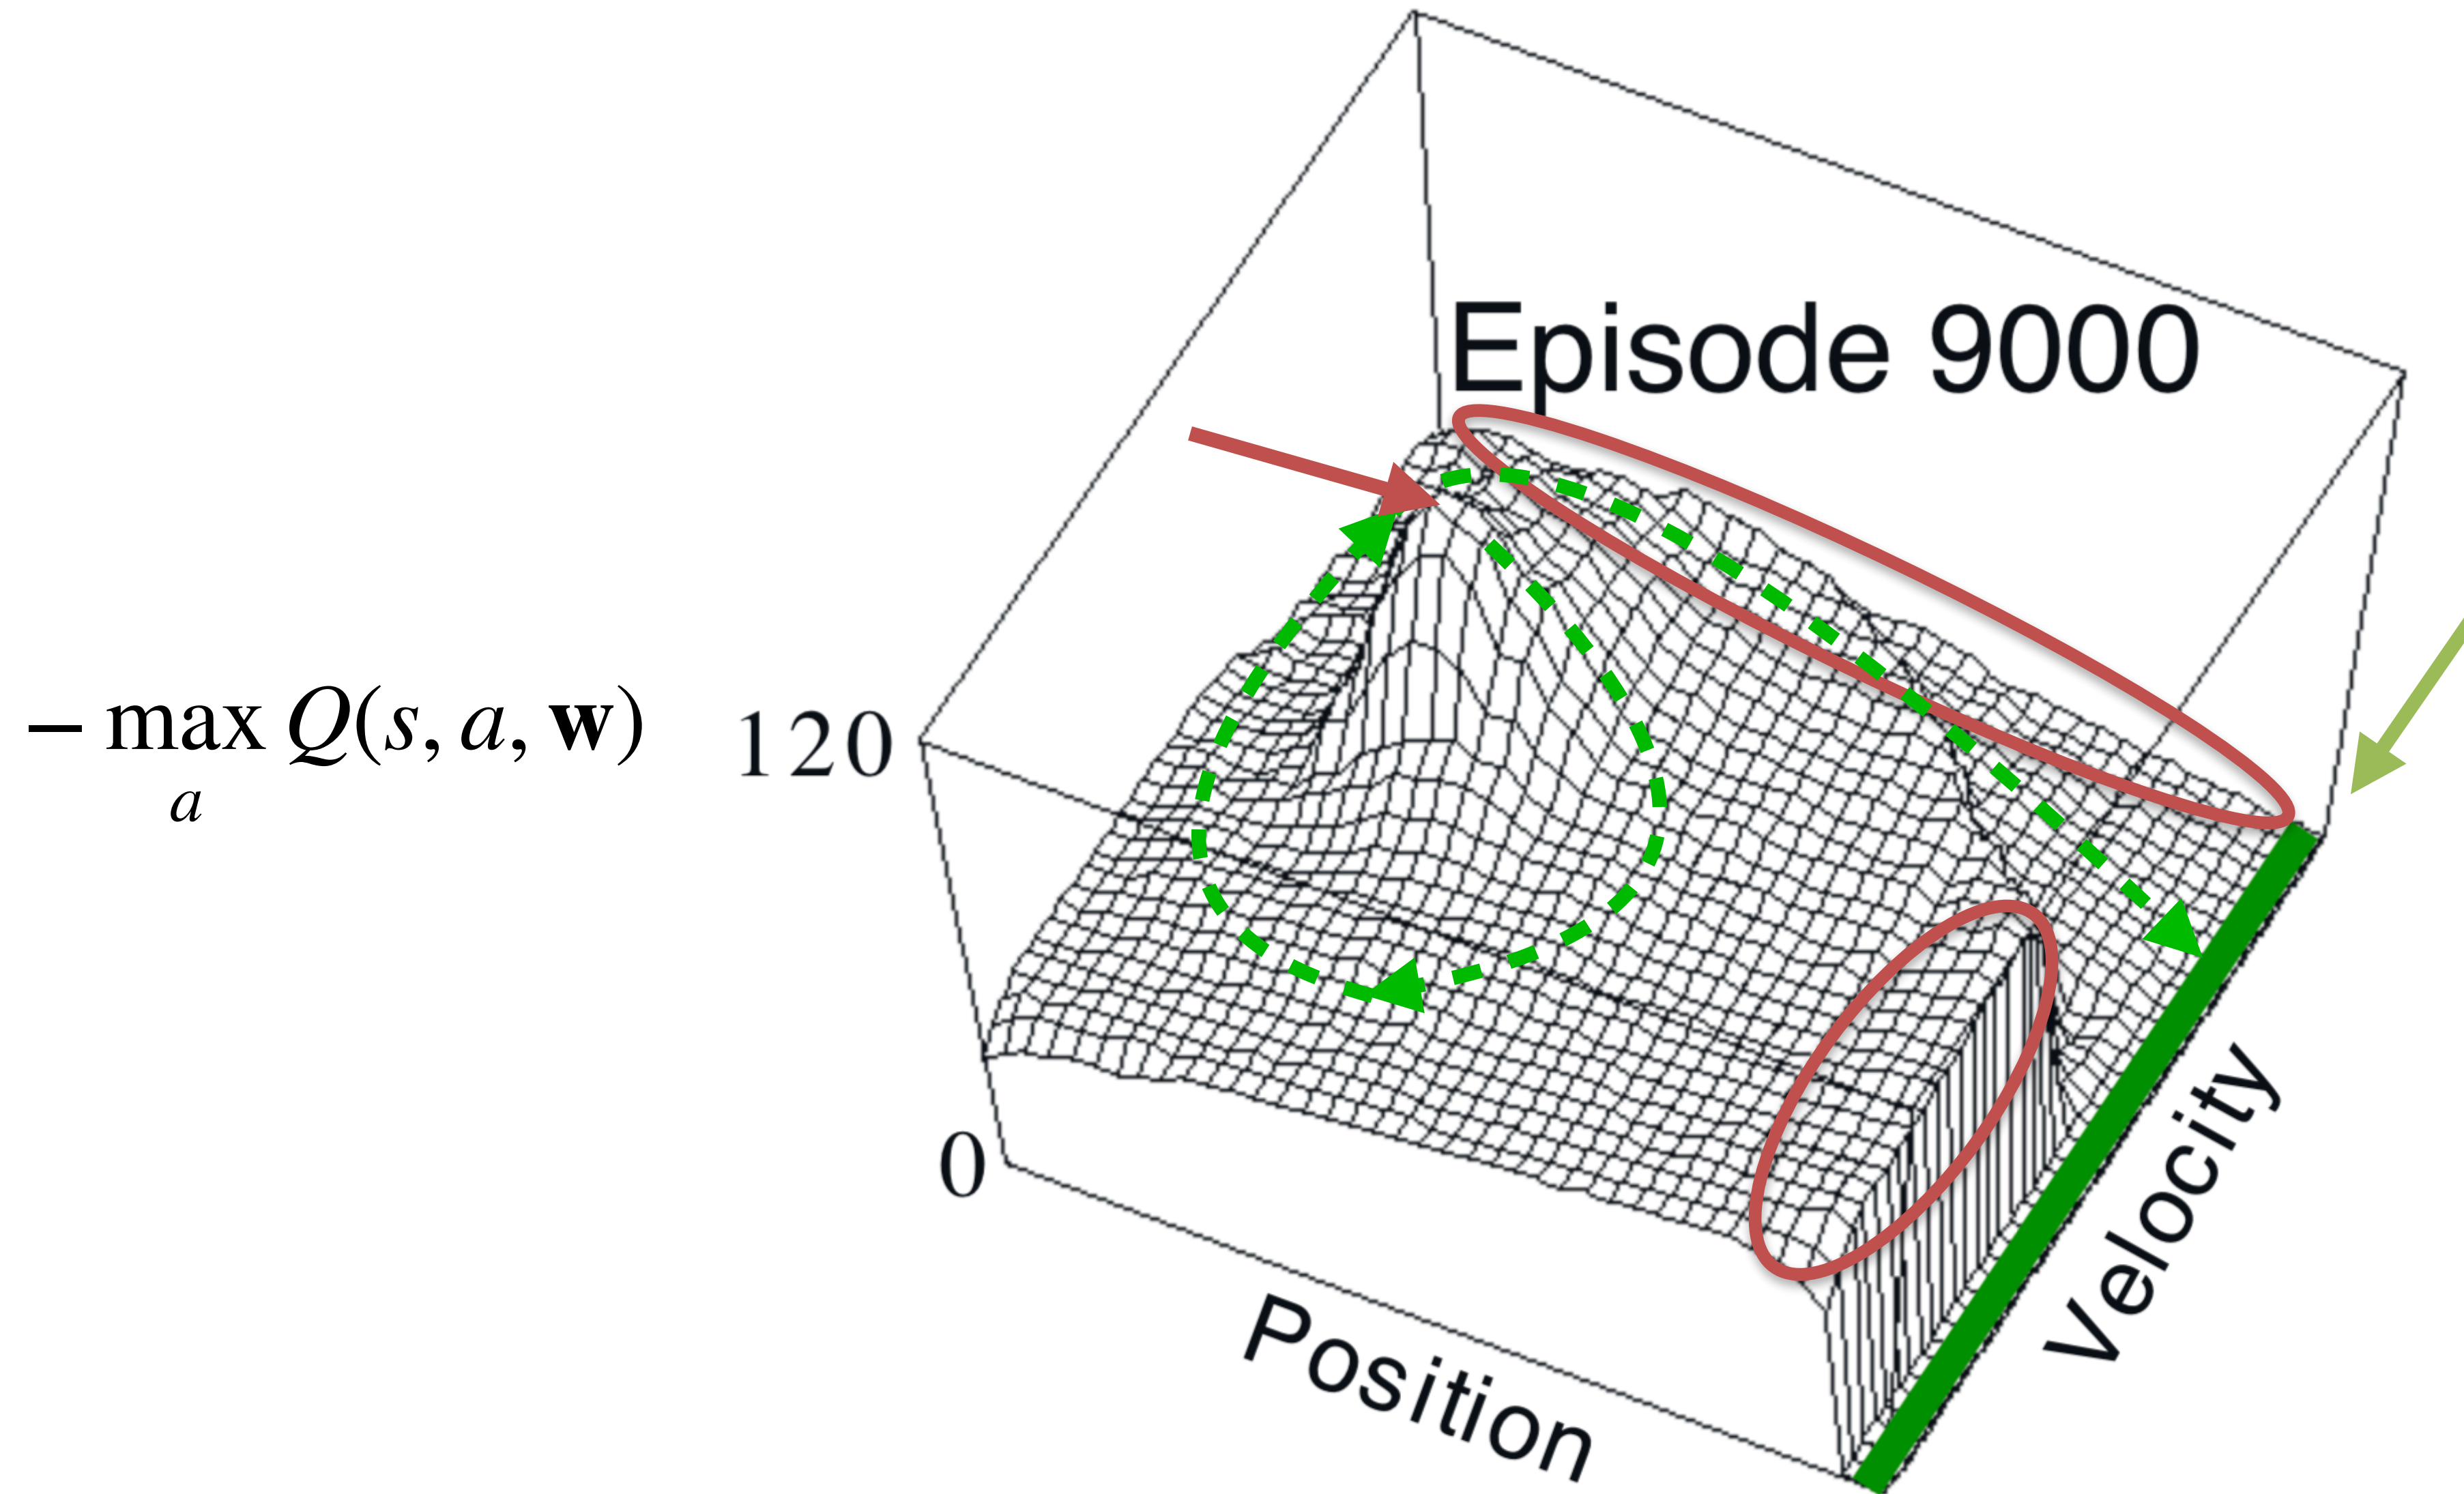 Episode 9000
− max Q(s, a, w)
a
120
0
Position
Velocity